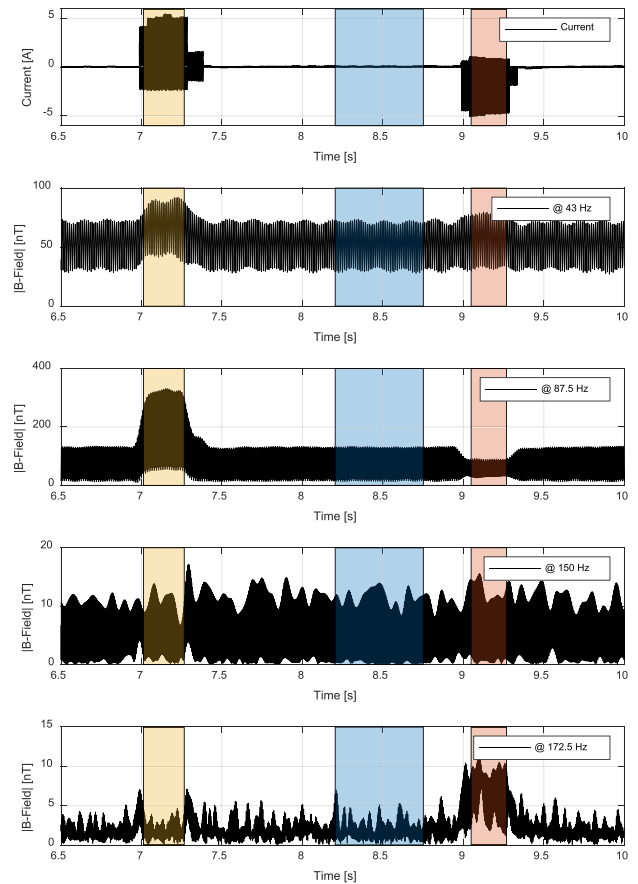 5
0
-5
Current [A]
Current
6.5 7 7.5 8 8.5 9 9.5 10
Time [s]
100
50
0
|B-Field| [nT]
@ 43 Hz
6.5 7 7.5 8 8.5 9 9.5 10
Time [s]
400
200
0
|B-Field| [nT]
@ 87.5 Hz
6.5 7 7.5 8 8.5 9 9.5 10
Time [s]
20
10
0
|B-Field| [nT]
@ 150 Hz
6.5 7 7.5 8 8.5 9 9.5 10
Time [s]
15
10
5
0
|B-Field| [nT]
@ 172.5 Hz
6.5 7 7.5 8 8.5 9 9.5 10
Time [s]